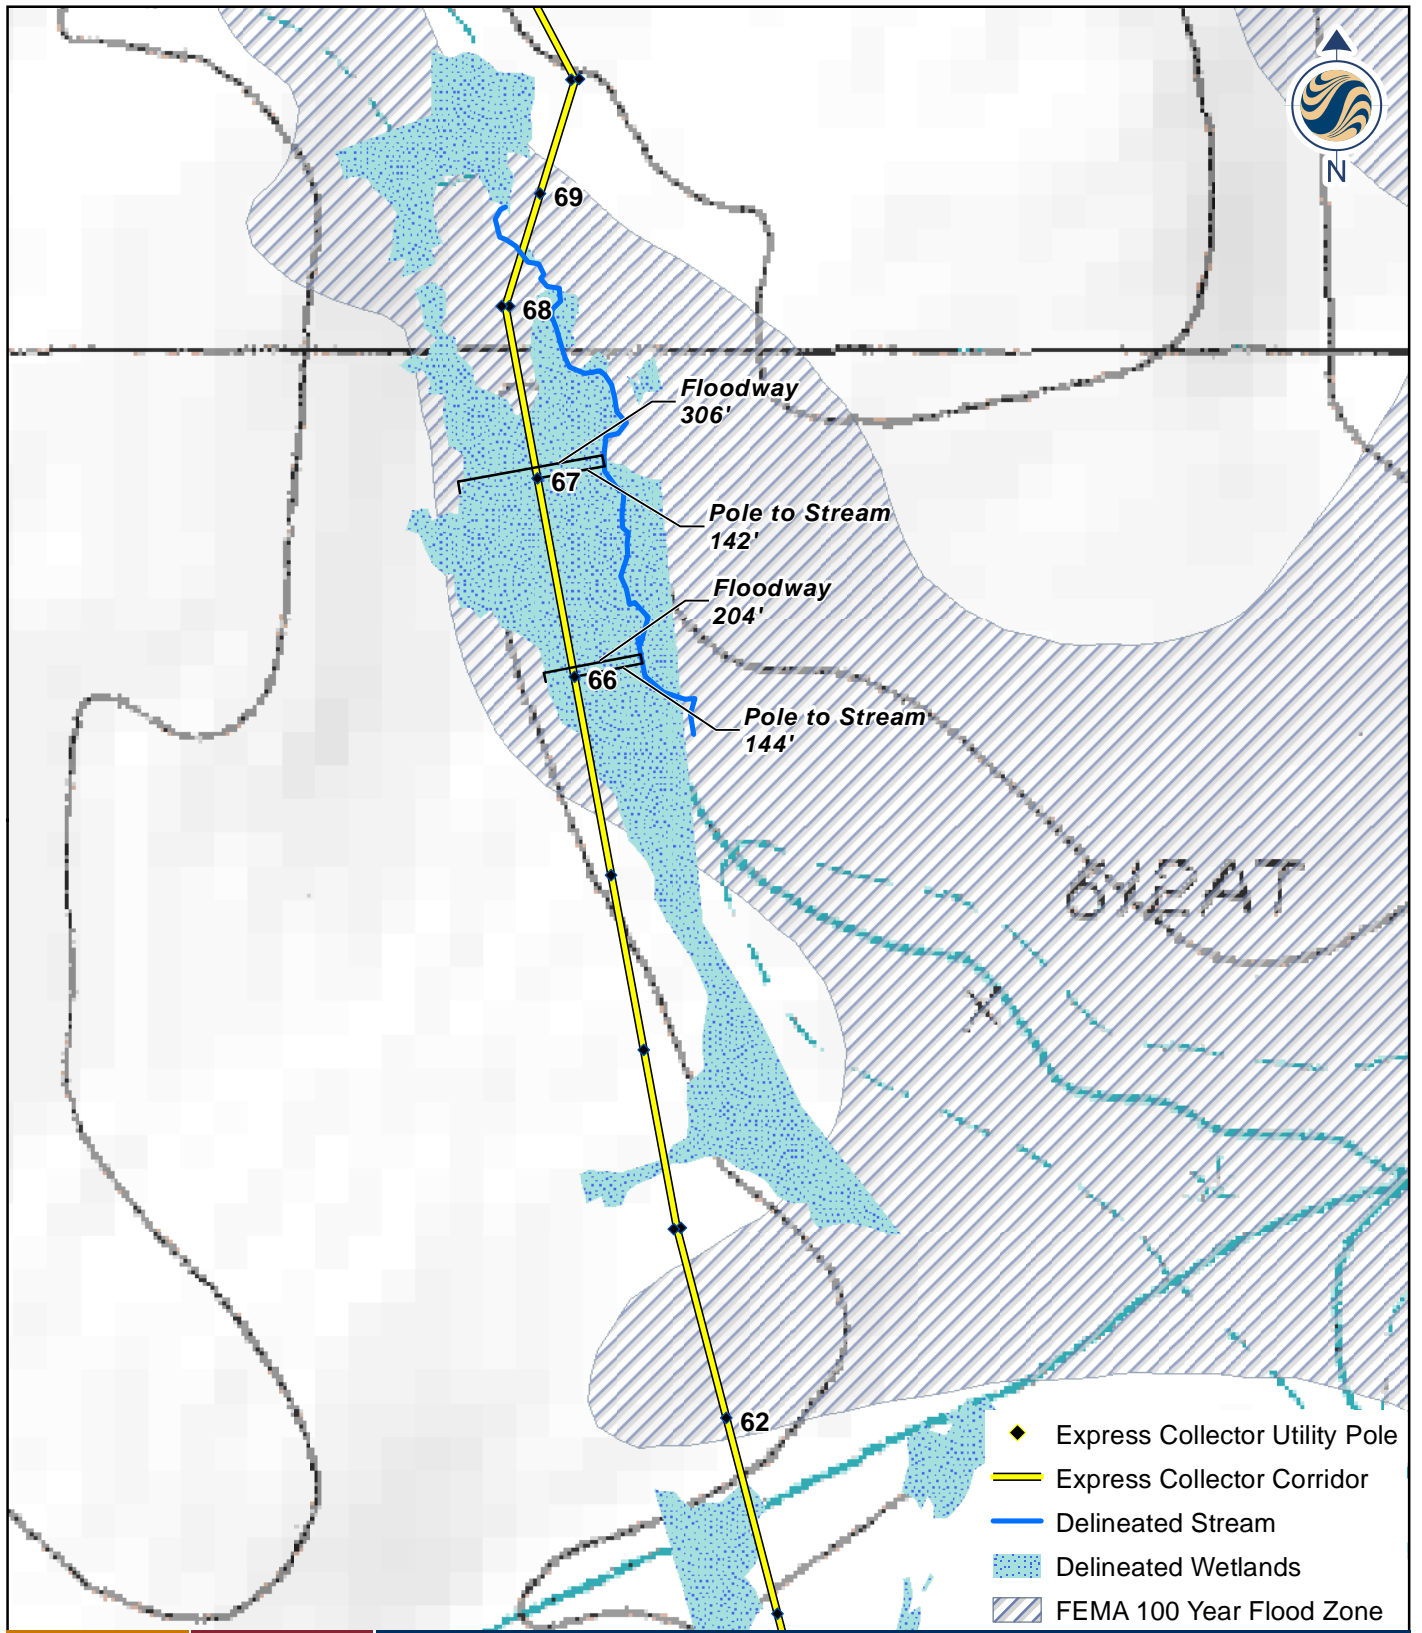 N
69
68
Floodway
306'
67
Pole to Stream
142'
Floodway
204'
66
Pole to Stream
144'
62
Express Collector Utility Pole
Express Collector Corridor
Delineated Stream
Delineated Wetlands
FEMA 100 Year Flood Zone